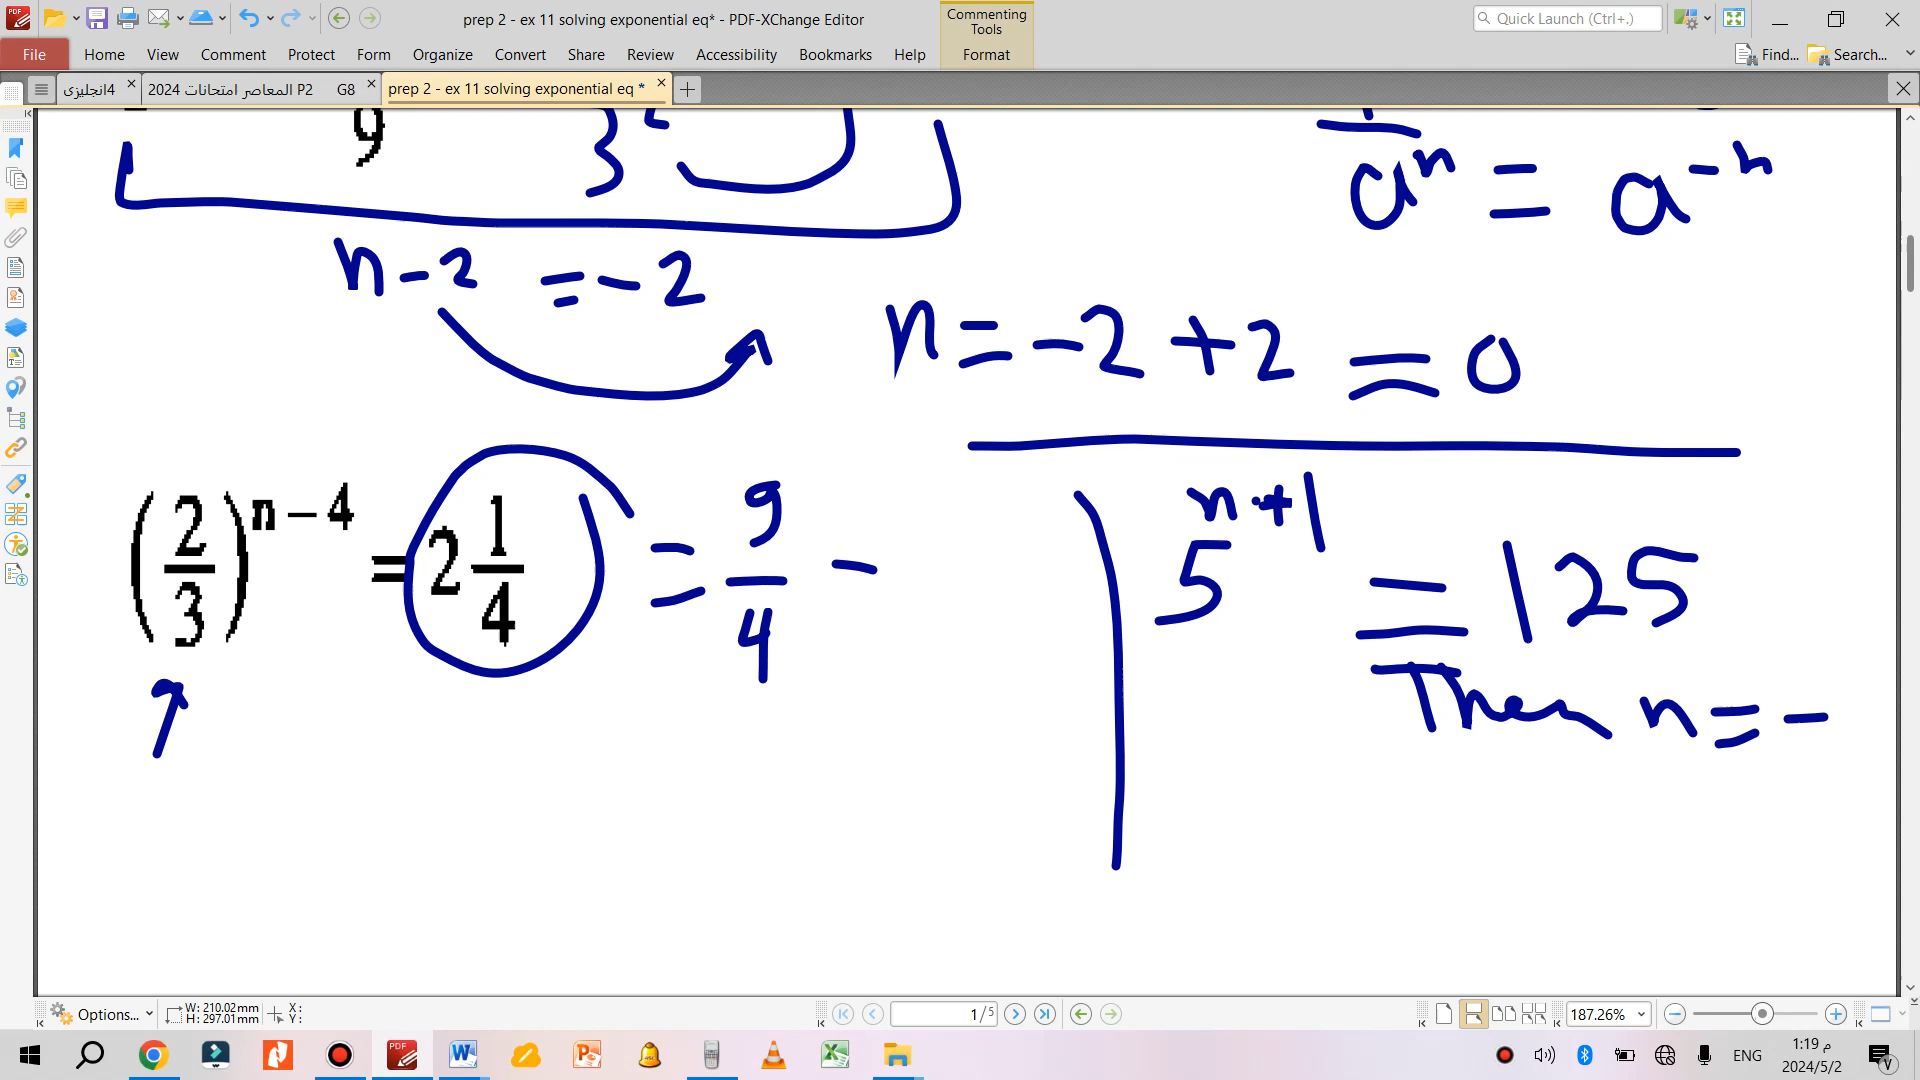 prep 2 - ex 11 solving exponential eq* - PDF-XChange Editor
Commenting Tools
Quick Launch (Ctrl+.)
File Home View Comment Protect Form Organize Convert Share Review Accessibility Bookmarks Help Format
Find... Search...
4انجليزى
المعاصر امتحانات 2024 P2 G8
prep 2 - ex 11 solving exponential eq *
9 3
aⁿ = a⁻ⁿ
n - 2 = - 2
n = - 2 + 2 = 0
(2/3)ⁿ⁻⁴ = 2 1/4 = 9/4 -
5ⁿ⁺¹ = 125
Then n = -
Options...
W: 210.02mm
H: 297.01mm
X:
Y:
1 / 5
187.26%
ENG
1:19 م
2024/5/2